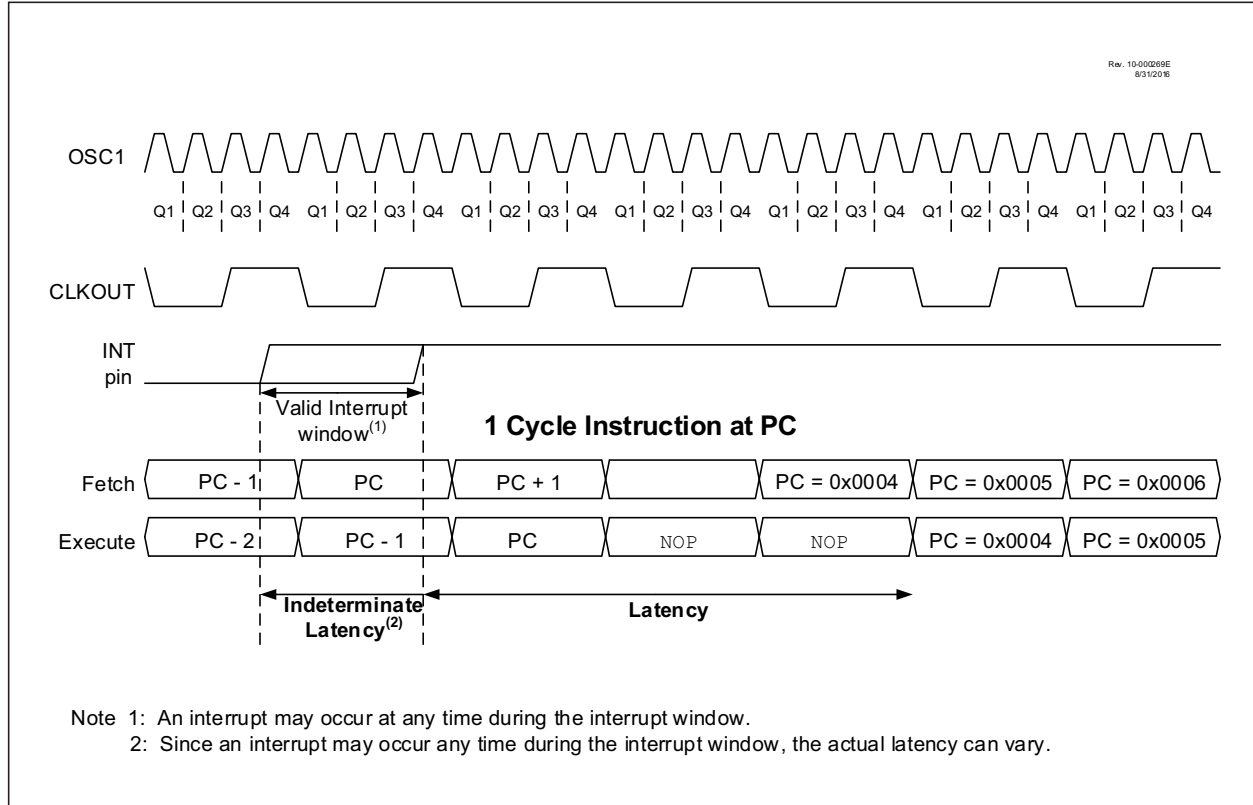 Rev. 10-000269E
8/31/2016
OSC1
Q1 Q2 Q3 Q4 Q1 Q2 Q3 Q4 Q1 Q2 Q3 Q4 Q1 Q2 Q3 Q4 Q1 Q2 Q3 Q4 Q1 Q2 Q3 Q4 Q1 Q2 Q3 Q4
CLKOUT
INT
pin
Valid Interrupt
window(1)
1 Cycle Instruction at PC
Fetch PC - 1 PC PC + 1 PC = 0x0004 PC = 0x0005 PC = 0x0006
Execute PC - 2 PC - 1 PC NOP NOP PC = 0x0004 PC = 0x0005
Indeterminate
Latency(2)
Latency
Note 1: An interrupt may occur at any time during the interrupt window.
2: Since an interrupt may occur any time during the interrupt window, the actual latency can vary.